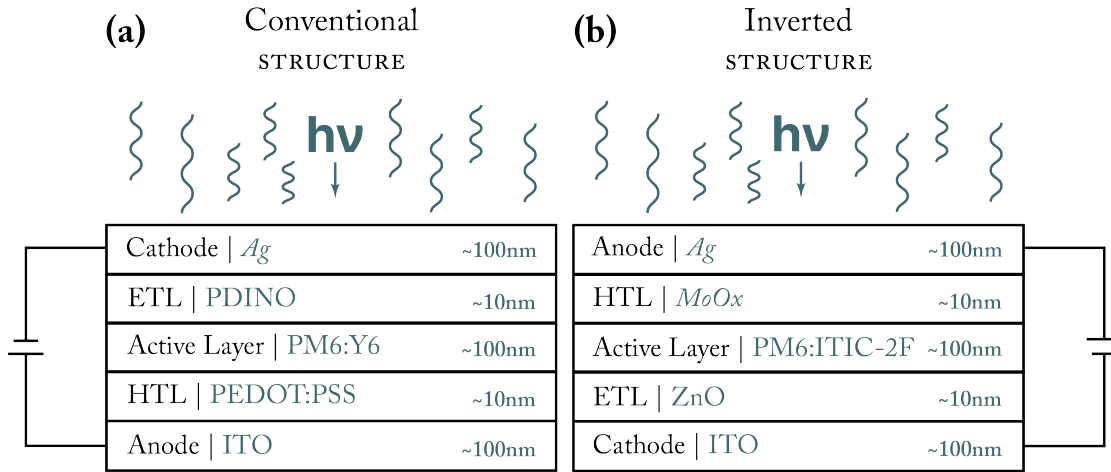 (a) Conventional
STRUCTURE
hν
Cathode | Ag ~100nm
ETL | PDINO ~10nm
Active Layer | PM6:Y6 ~100nm
HTL | PEDOT:PSS ~10nm
Anode | ITO ~100nm
(b) Inverted
STRUCTURE
hν
Anode | Ag ~100nm
HTL | MoOx ~10nm
Active Layer | PM6:ITIC-2F ~100nm
ETL | ZnO ~10nm
Cathode | ITO ~100nm